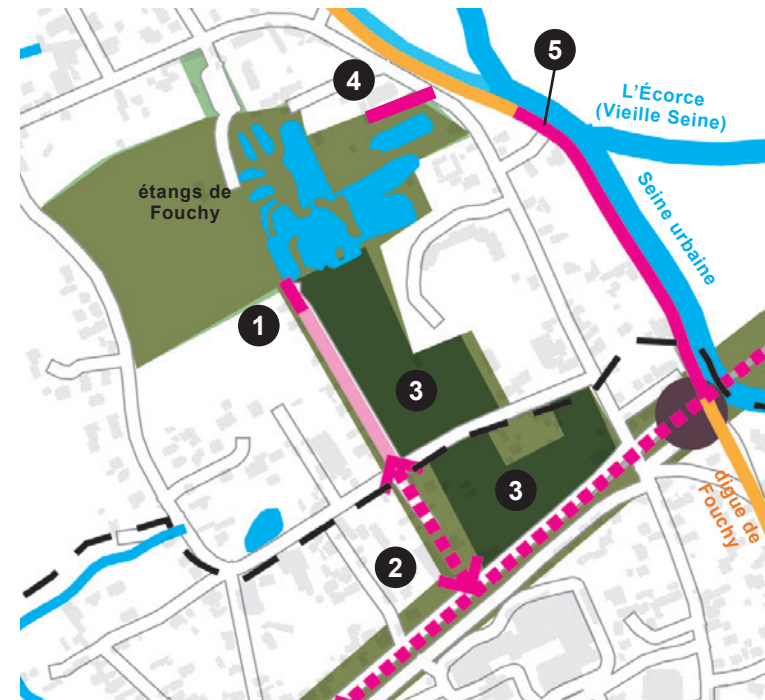 5
4
L'Écorce
(Vieille Seine)
étangs de
Fouchy
Seine urbaine
1
3
3
digue de
Fouchy
2